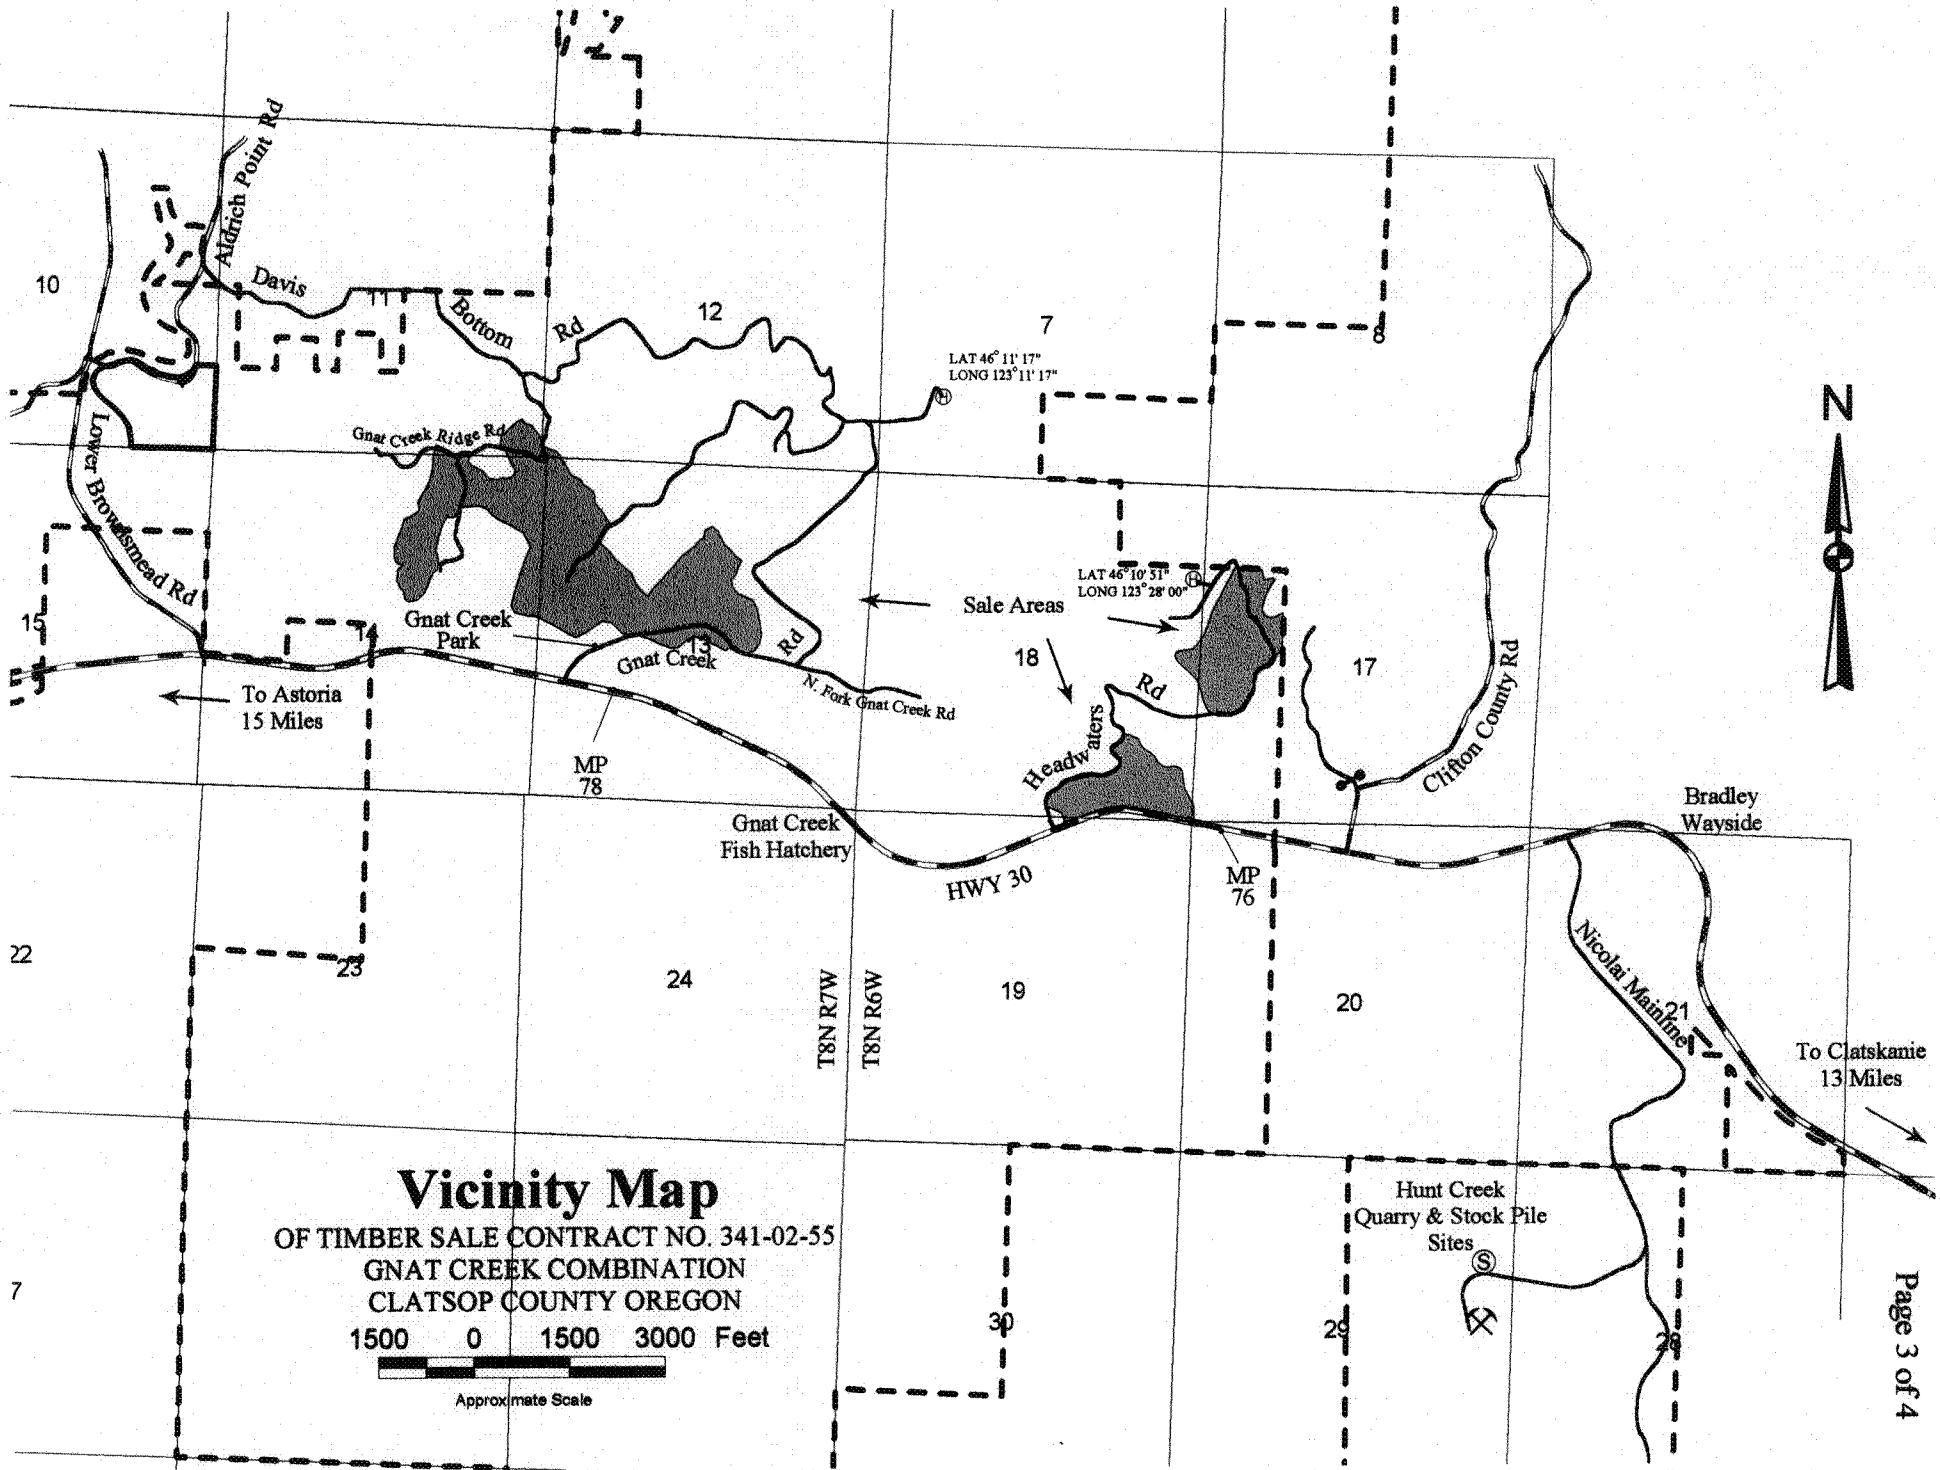 Aldrich Point Rd
10
Davis
11
Bottom
Rd
12
7
8
LAT 46° 11' 17"
LONG 123° 11' 17"
N
Gnat Creek Ridge Rd
Lower Brownsmead Rd
LAT 46° 10' 51"
LONG 123° 28' 00"
H
H
Sale Areas
15
14
Gnat Creek
Park
13
Gnat Creek
Rd
N. Fork Gnat Creek Rd
18
17
Rd
Headwaters
Clifton County Rd
To Astoria
15 Miles
MP
78
Gnat Creek
Fish Hatchery
HWY 30
MP
76
Bradley
Wayside
22
23
24
T8N R7W
T8N R6W
19
20
Nicolai Mainline
21
To Clatskanie
13 Miles
Vicinity Map
OF TIMBER SALE CONTRACT NO. 341-02-55
GNAT CREEK COMBINATION
CLATSOP COUNTY OREGON
1500 0 1500 3000 Feet
Approximate Scale
7
30
29
28
Hunt Creek
Quarry & Stock Pile
Sites
S
Page 3 of 4